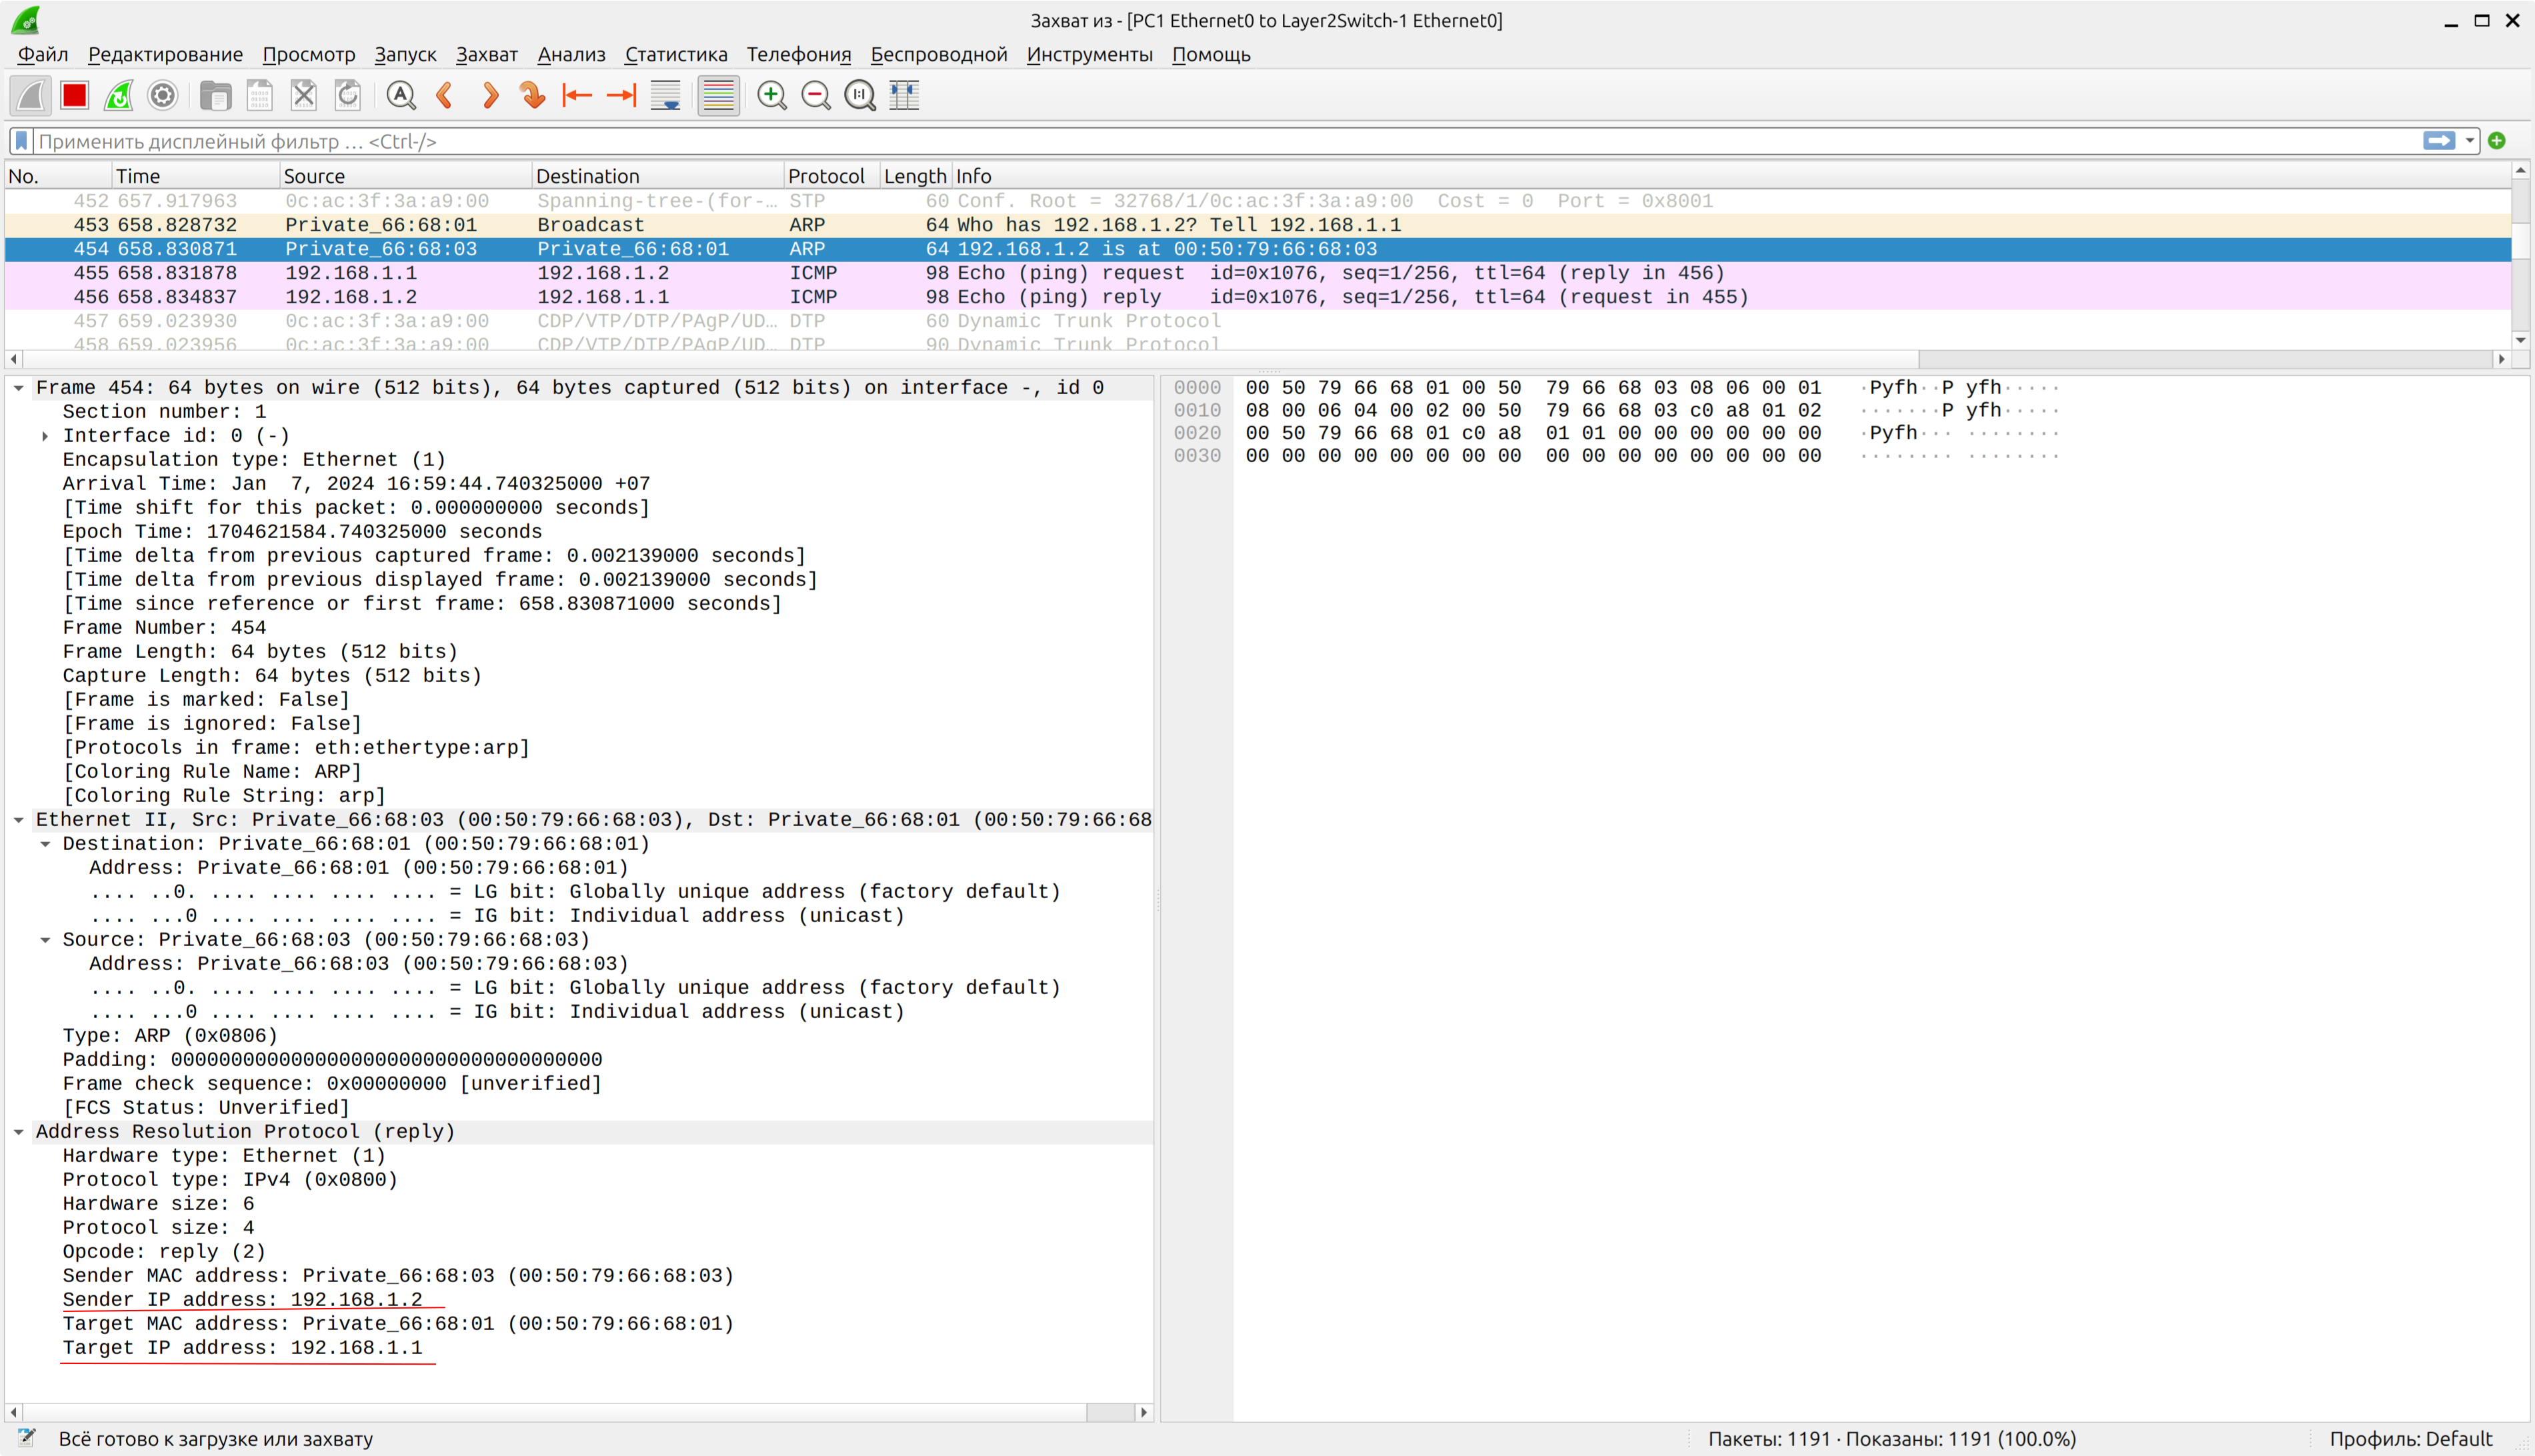 Захват из - [PC1 Ethernet0 to Layer2Switch-1 Ethernet0]
Файл Редактирование Просмотр Запуск Захват Анализ Статистика Телефония Беспроводной Инструменты Помощь
Применить дисплейный фильтр … <Ctrl-/>
No. Time Source Destination Protocol Length Info
452 657.917963 0c:ac:3f:3a:a9:00 Spanning-tree-(for-… STP 60 Conf. Root = 32768/1/0c:ac:3f:3a:a9:00 Cost = 0 Port = 0x8001
453 658.828732 Private_66:68:01 Broadcast ARP 64 Who has 192.168.1.2? Tell 192.168.1.1
454 658.830871 Private_66:68:03 Private_66:68:01 ARP 64 192.168.1.2 is at 00:50:79:66:68:03
455 658.831878 192.168.1.1 192.168.1.2 ICMP 98 Echo (ping) request id=0x1076, seq=1/256, ttl=64 (reply in 456)
456 658.834837 192.168.1.2 192.168.1.1 ICMP 98 Echo (ping) reply id=0x1076, seq=1/256, ttl=64 (request in 455)
457 659.023930 0c:ac:3f:3a:a9:00 CDP/VTP/DTP/PAgP/UD… DTP 60 Dynamic Trunk Protocol
458 659.023956 0c:ac:3f:3a:a9:00 CDP/VTP/DTP/PAgP/UD… DTP 90 Dynamic Trunk Protocol
Frame 454: 64 bytes on wire (512 bits), 64 bytes captured (512 bits) on interface -, id 0
Section number: 1
Interface id: 0 (-)
Encapsulation type: Ethernet (1)
Arrival Time: Jan  7, 2024 16:59:44.740325000 +07
[Time shift for this packet: 0.000000000 seconds]
Epoch Time: 1704621584.740325000 seconds
[Time delta from previous captured frame: 0.002139000 seconds]
[Time delta from previous displayed frame: 0.002139000 seconds]
[Time since reference or first frame: 658.830871000 seconds]
Frame Number: 454
Frame Length: 64 bytes (512 bits)
Capture Length: 64 bytes (512 bits)
[Frame is marked: False]
[Frame is ignored: False]
[Protocols in frame: eth:ethertype:arp]
[Coloring Rule Name: ARP]
[Coloring Rule String: arp]
Ethernet II, Src: Private_66:68:03 (00:50:79:66:68:03), Dst: Private_66:68:01 (00:50:79:66:68
Destination: Private_66:68:01 (00:50:79:66:68:01)
Address: Private_66:68:01 (00:50:79:66:68:01)
.... ..0. .... .... .... .... = LG bit: Globally unique address (factory default)
.... ...0 .... .... .... .... = IG bit: Individual address (unicast)
Source: Private_66:68:03 (00:50:79:66:68:03)
Address: Private_66:68:03 (00:50:79:66:68:03)
.... ..0. .... .... .... .... = LG bit: Globally unique address (factory default)
.... ...0 .... .... .... .... = IG bit: Individual address (unicast)
Type: ARP (0x0806)
Padding: 000000000000000000000000000000000000
Frame check sequence: 0x00000000 [unverified]
[FCS Status: Unverified]
Address Resolution Protocol (reply)
Hardware type: Ethernet (1)
Protocol type: IPv4 (0x0800)
Hardware size: 6
Protocol size: 4
Opcode: reply (2)
Sender MAC address: Private_66:68:03 (00:50:79:66:68:03)
Sender IP address: 192.168.1.2
Target MAC address: Private_66:68:01 (00:50:79:66:68:01)
Target IP address: 192.168.1.1
0000 00 50 79 66 68 01 00 50 79 66 68 03 08 06 00 01 ·Pyfh··P yfh·····
0010 08 00 06 04 00 02 00 50 79 66 68 03 c0 a8 01 02 ·······P yfh·····
0020 00 50 79 66 68 01 c0 a8 01 01 00 00 00 00 00 00 ·Pyfh··· ········
0030 00 00 00 00 00 00 00 00 00 00 00 00 00 00 00 00 ········ ········
Всё готово к загрузке или захвату
Пакеты: 1191 · Показаны: 1191 (100.0%)
Профиль: Default